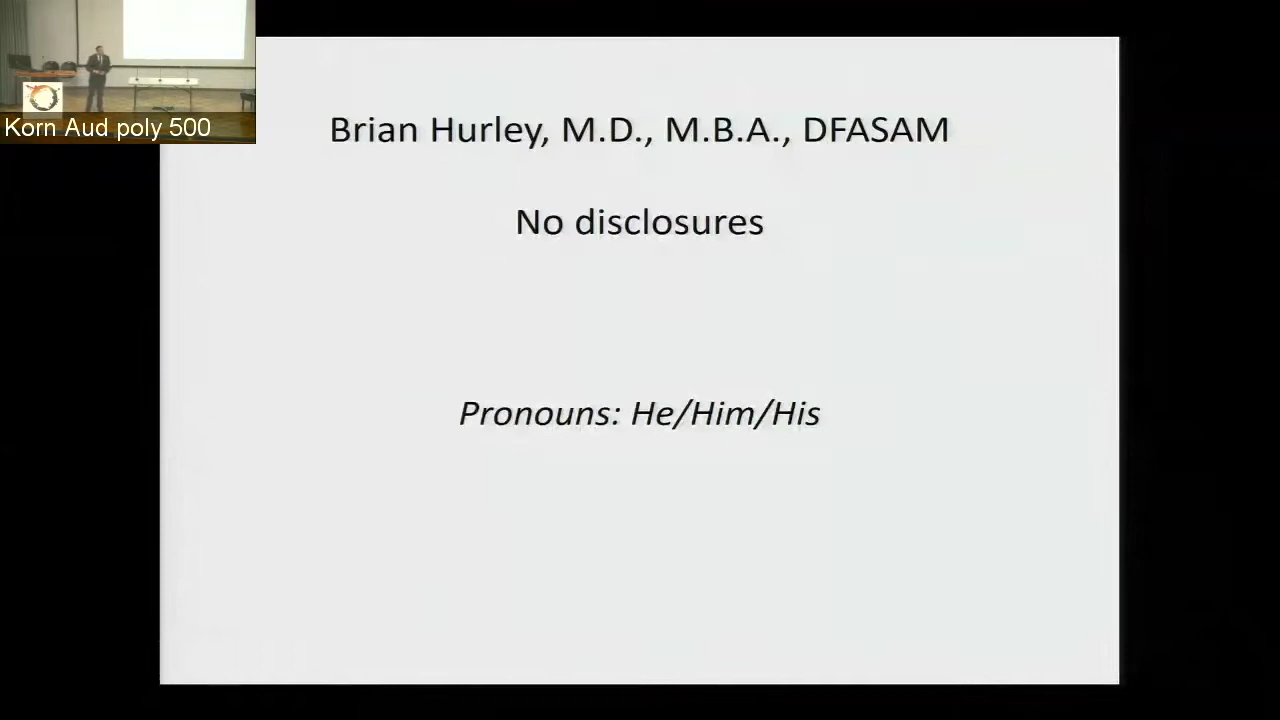 Korn Aud poly 500
Brian Hurley, M.D., M.B.A., DFASAM
No disclosures
Pronouns: He/Him/His